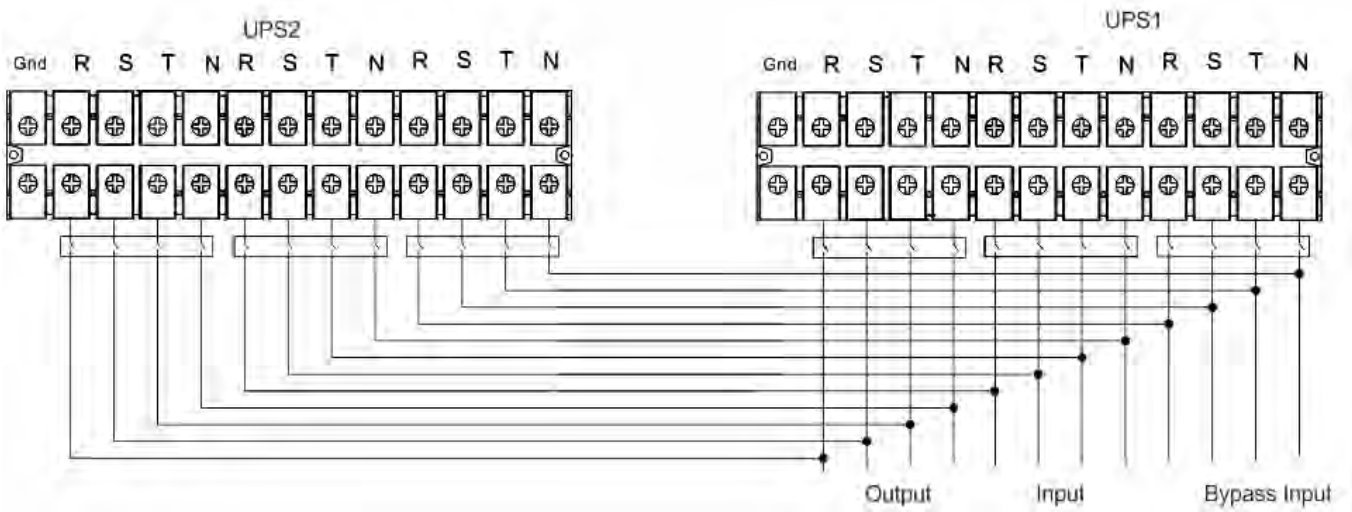 UPS2
UPS1
Gnd R S T N R S T N R S T N
Gnd R S T N R S T N R S T N
Output Input Bypass Input